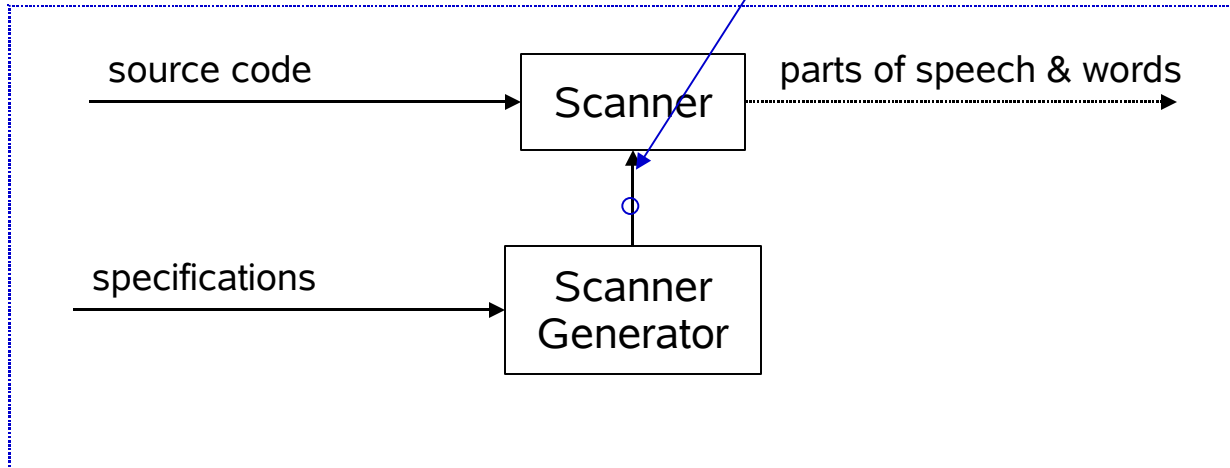 source code
Scanner
parts of speech & words
specifications
Scanner
Generator